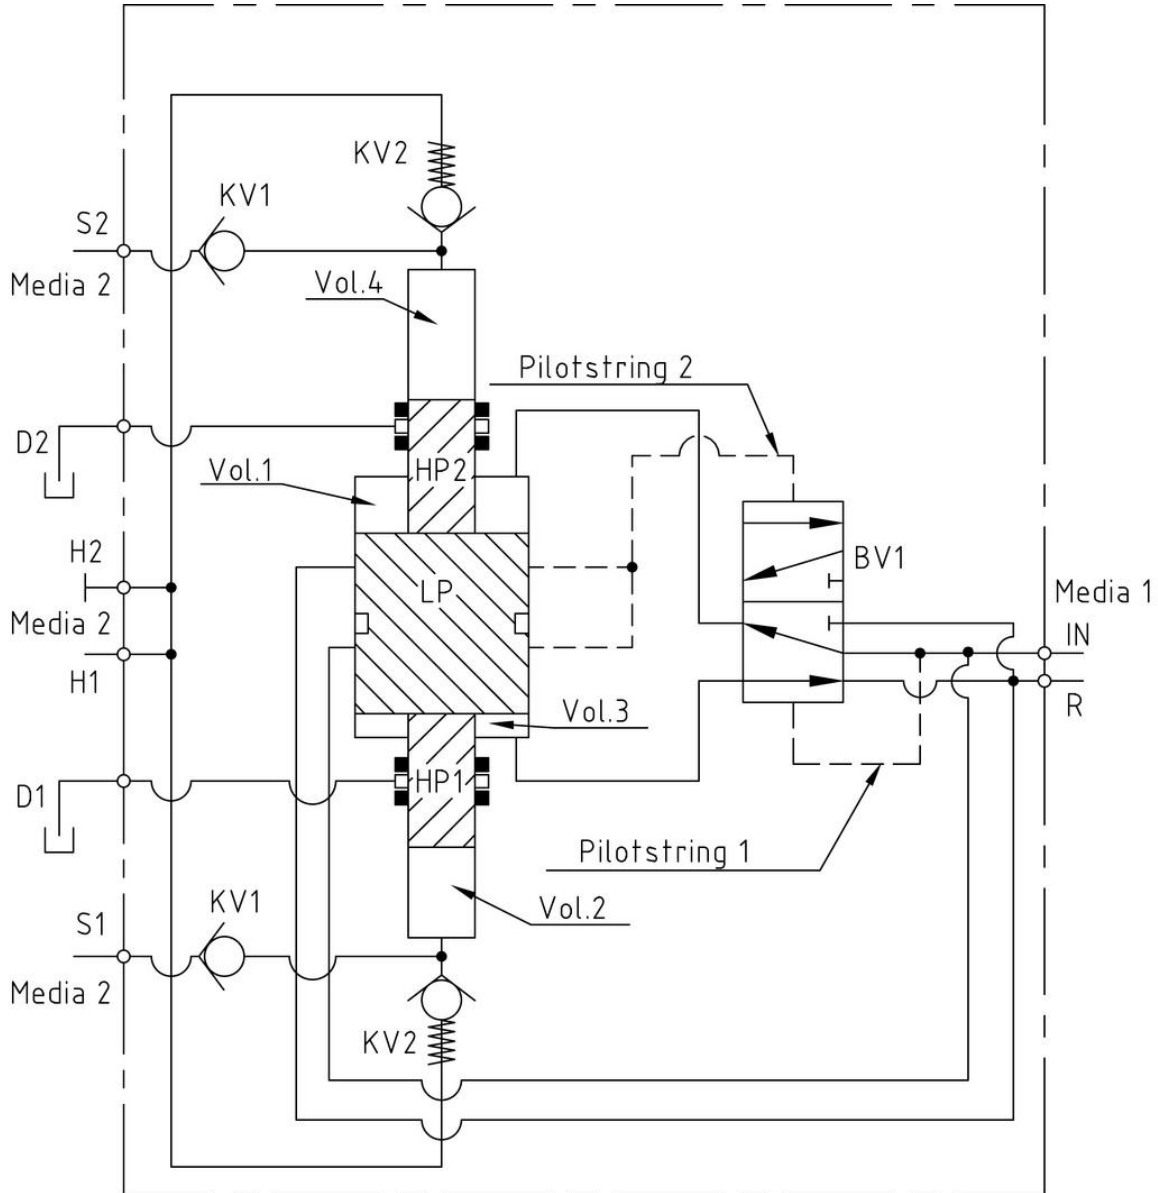 KV2
KV1
S2
Media 2
Vol.4
Pilotstring 2
D2
Vol.1
HP2
H2
BV1
LP
Media 1
Media 2
IN
H1
R
Vol.3
D1
HP1
Pilotstring 1
KV1
Vol.2
S1
Media 2
KV2